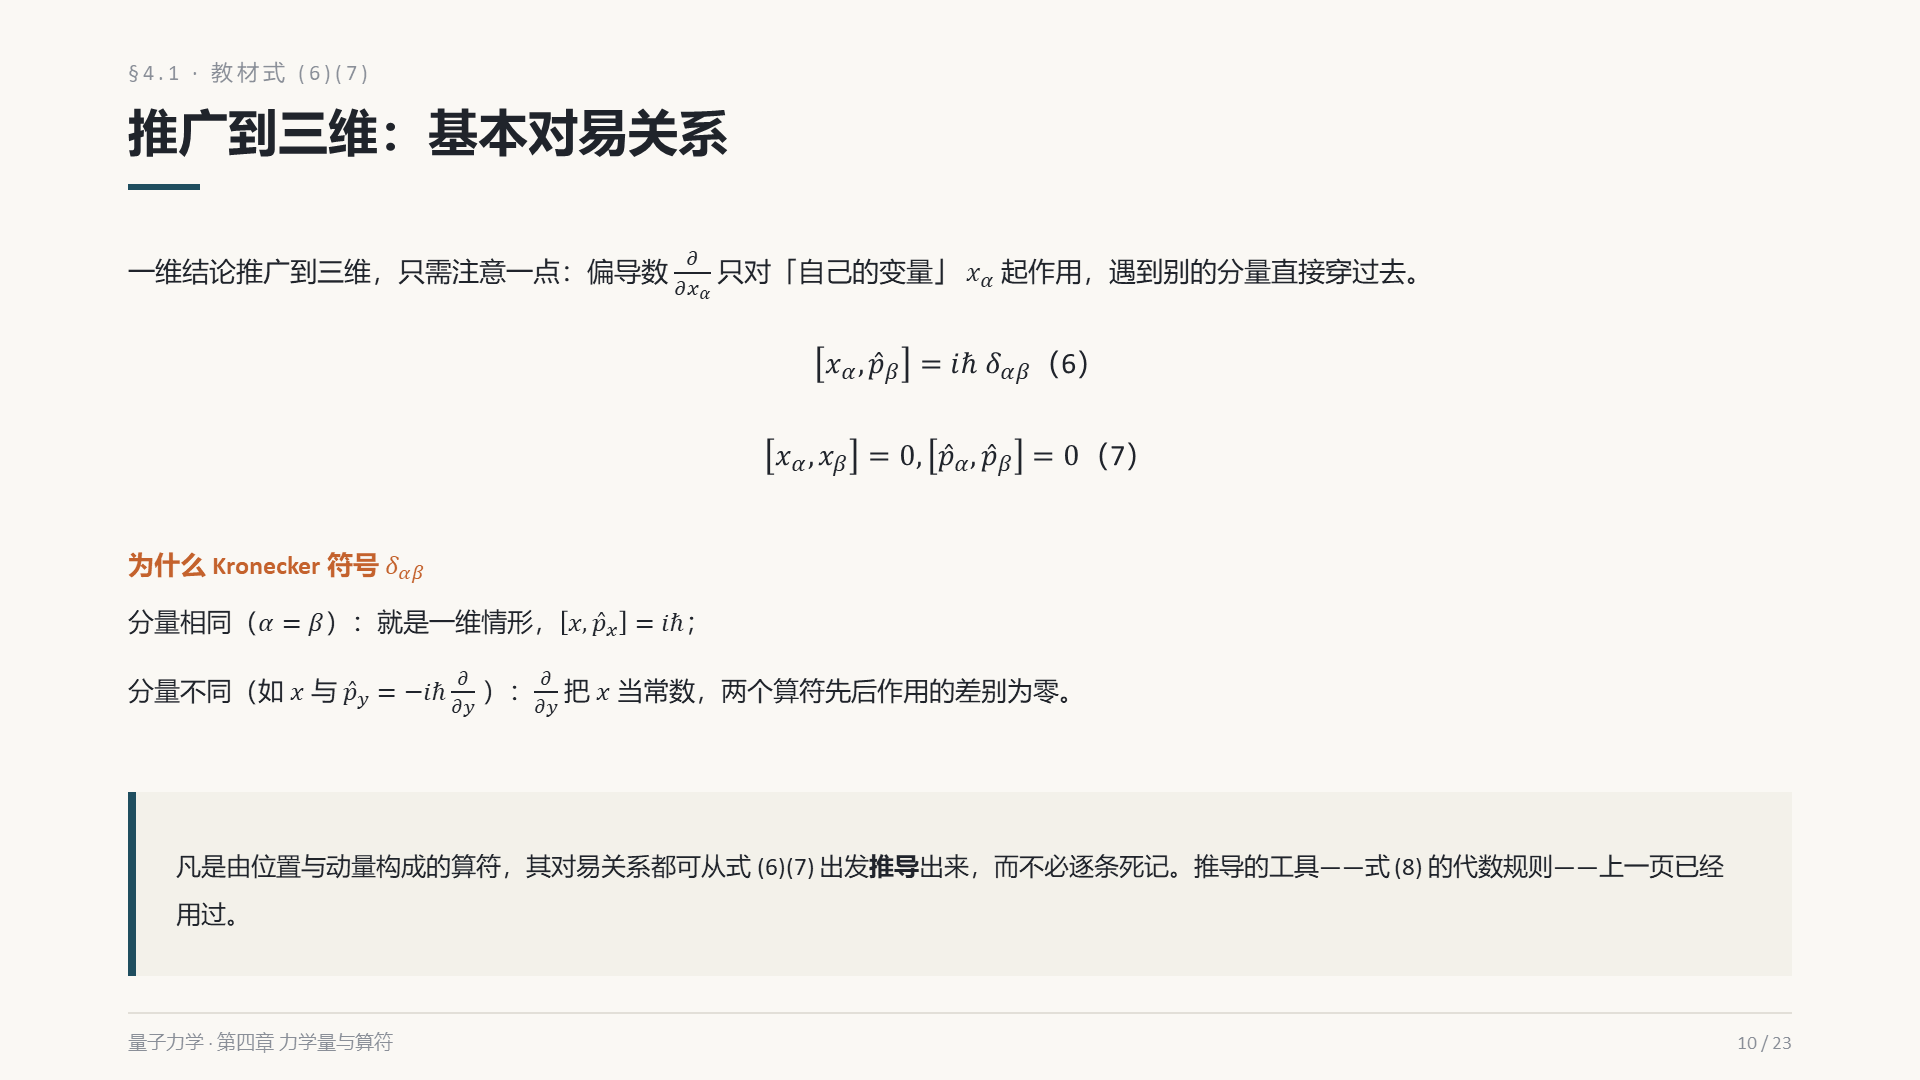 §4.1 · 教材式 (6)(7)
推广到三维：基本对易关系
一维结论推广到三维，只需注意一点：偏导数 ∂/∂x_α 只对「自己的变量」 x_α 起作用，遇到别的分量直接穿过去。
[x_α, p̂_β] = iħ δ_αβ（6）
[x_α, x_β] = 0, [p̂_α, p̂_β] = 0（7）
为什么 Kronecker 符号 δ_αβ
分量相同（α = β）：就是一维情形，[x, p̂_x] = iħ；
分量不同（如 x 与 p̂_y = −iħ ∂/∂y ）：∂/∂y 把 x 当常数，两个算符先后作用的差别为零。
凡是由位置与动量构成的算符，其对易关系都可从式 (6)(7) 出发推导出来，而不必逐条死记。推导的工具——式 (8) 的代数规则——上一页已经
用过。
量子力学 · 第四章 力学量与算符
10 / 23